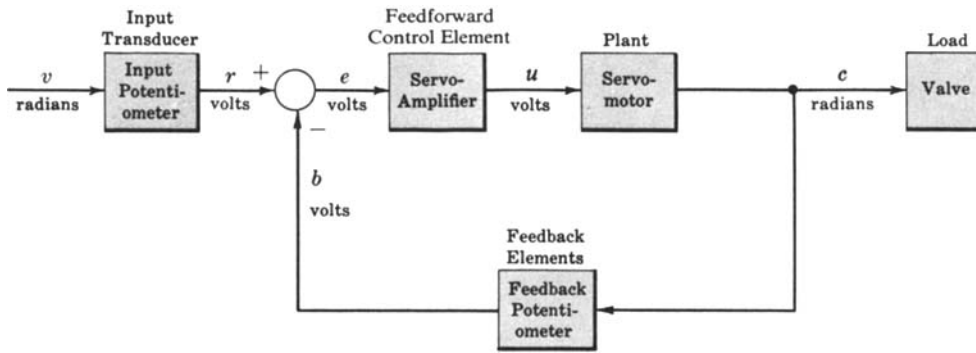 Input
Transducer
Feedforward
Control Element
Plant
Load
v
radians
Input
Potenti-
ometer
r
volts
+
−
e
volts
Servo-
Amplifier
u
volts
Servo-
motor
c
radians
Valve
b
volts
Feedback
Elements
Feedback
Potenti-
ometer